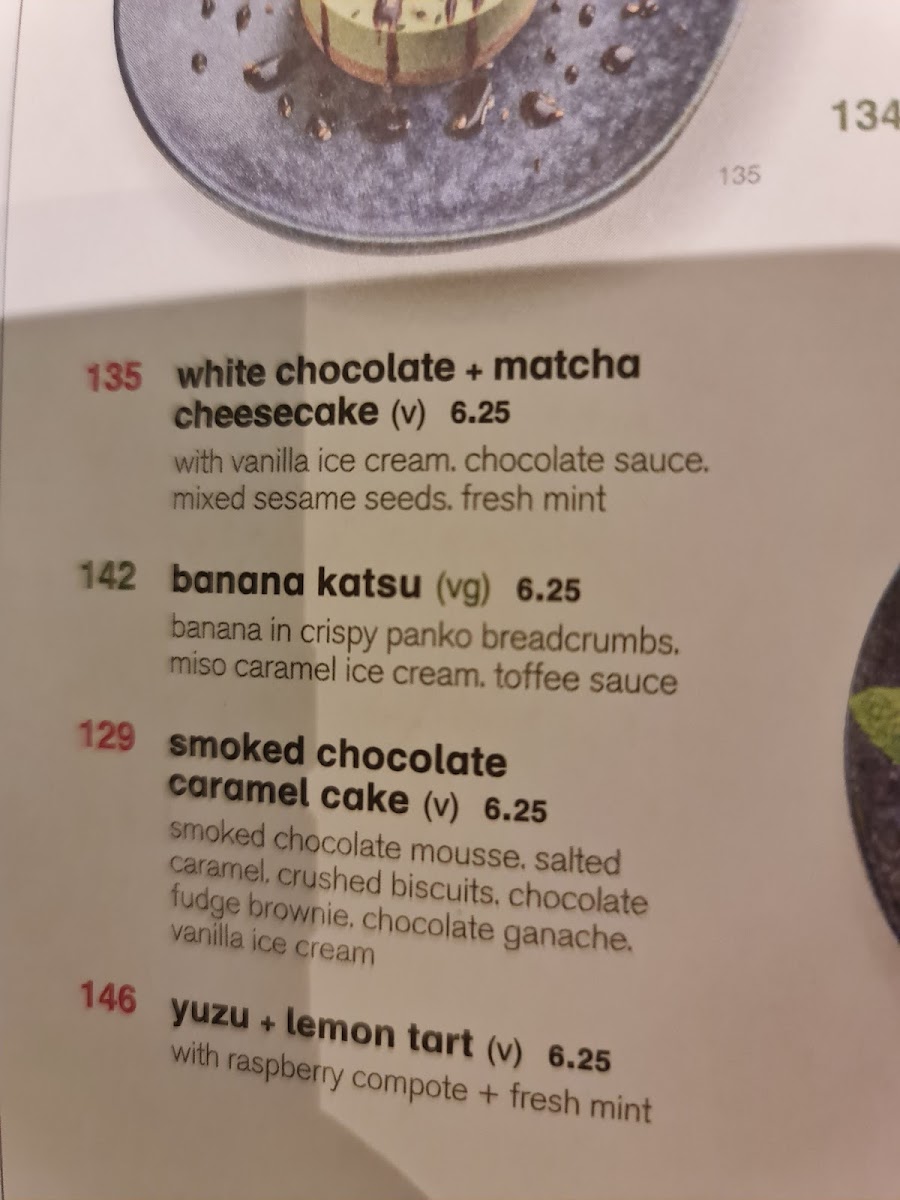 134
135
135 white chocolate + matcha
cheesecake (v) 6.25
with vanilla ice cream. chocolate sauce.
mixed sesame seeds. fresh mint
142 banana katsu (vg) 6.25
banana in crispy panko breadcrumbs.
miso caramel ice cream. toffee sauce
129 smoked chocolate
caramel cake (v) 6.25
smoked chocolate mousse. salted
caramel. crushed biscuits. chocolate
fudge brownie. chocolate ganache.
vanilla ice cream
146 yuzu + lemon tart (v) 6.25
with raspberry compote + fresh mint